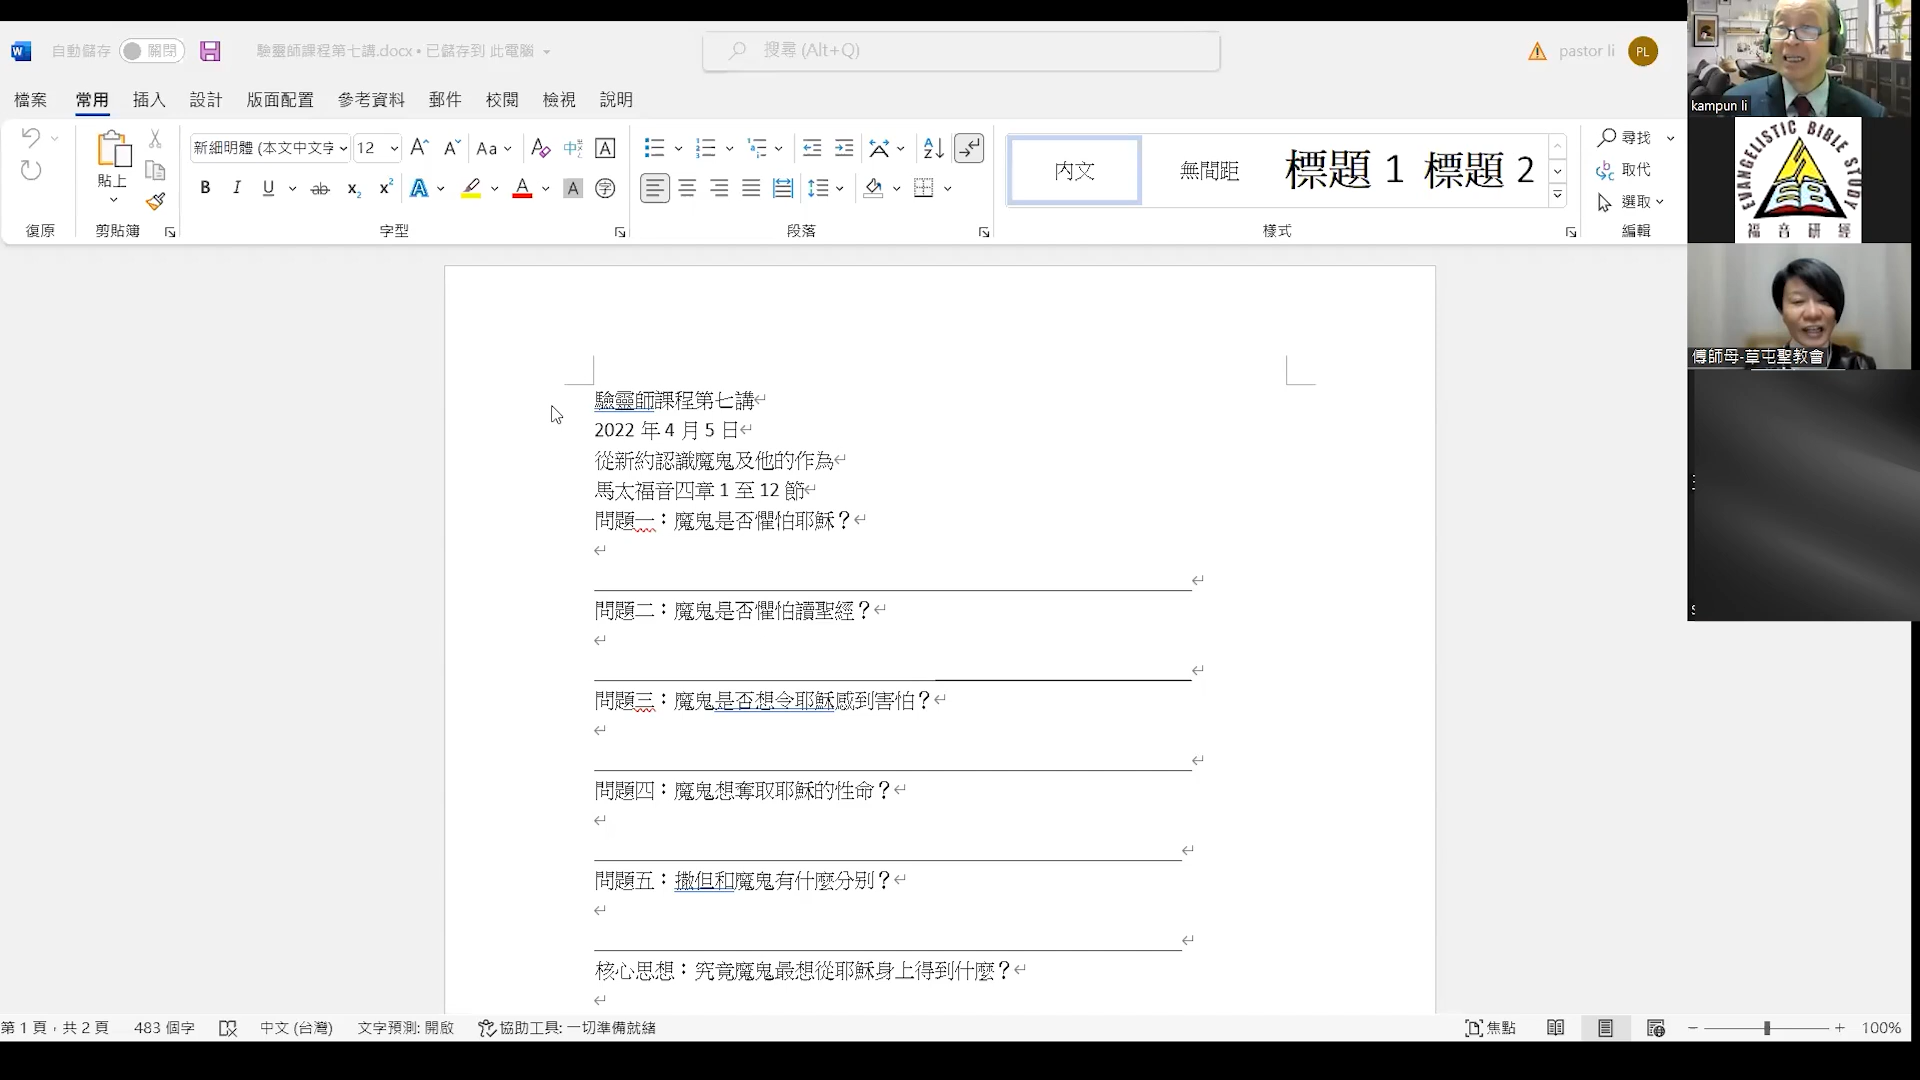 自動儲存 關閉 驗靈師課程第七講.docx • 已儲存到 此電腦
搜尋 (Alt+Q)
pastor li PL
檔案 常用 插入 設計 版面配置 參考資料 郵件 校閱 檢視 說明
貼上
新細明體 (本文中文字 12
內文 無間距 標題 1 標題 2
尋找
取代
選取
復原 剪貼簿 字型 段落 樣式 編輯
kampun li
EVANGELISTIC BIBLE STUDY
福音研經
傅師母-草屯聖教會
驗靈師課程第七講
2022 年 4 月 5 日
從新約認識魔鬼及他的作為
馬太福音四章 1 至 12 節
問題一：魔鬼是否懼怕耶穌？
問題二：魔鬼是否懼怕讀聖經？
問題三：魔鬼是否想令耶穌感到害怕？
問題四：魔鬼想奪取耶穌的性命？
問題五：撒但和魔鬼有什麼分別？
核心思想：究竟魔鬼最想從耶穌身上得到什麼？
第 1 頁，共 2 頁 483 個字 中文 (台灣) 文字預測: 開啟 協助工具: 一切準備就緒 焦點 100%